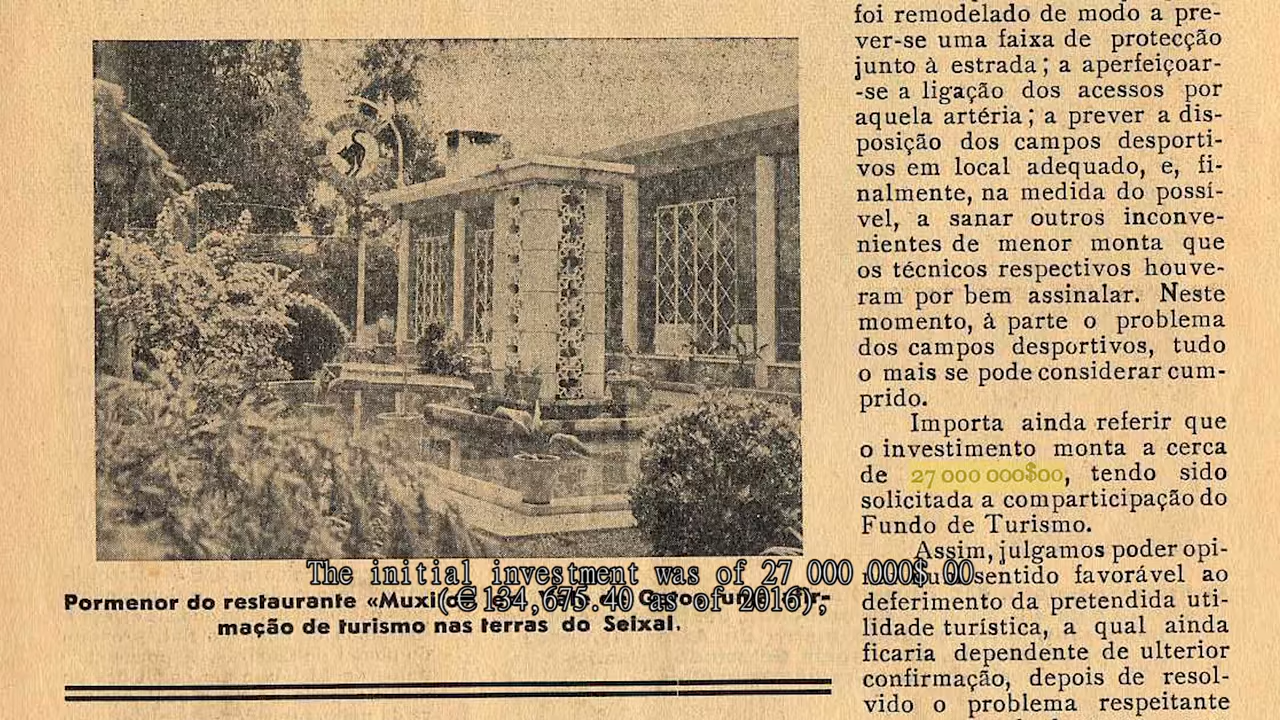 foi remodelado de modo a pre-
ver-se uma faixa de protecção
junto à estrada; a aperfeiçoar-
-se a ligação dos acessos por
aquela artéria; a prever a dis-
posição dos campos desporti-
vos em local adequado, e, fi-
nalmente, na medida do possí-
vel, a sanar outros inconve-
nientes de menor monta que
os técnicos respectivos houve-
ram por bem assinalar. Neste
momento, à parte o problema
dos campos desportivos, tudo
o mais se pode considerar cum-
prido.
Importa ainda referir que
o investimento monta a cerca
de 27 000 000$00, tendo sido
solicitada a comparticipação do
Fundo de Turismo.
Assim, julgamos poder opi-
sentido favorável ao
deferimento da pretendida uti-
lidade turística, a qual ainda
ficaria dependente de ulterior
confirmação, depois de resol-
vido o problema respeitante
The initial investment was of 27 000 000$ 00
(€134,675.40 as of 2016),
Pormenor do restaurante
mação de turismo nas terras do Seixal.